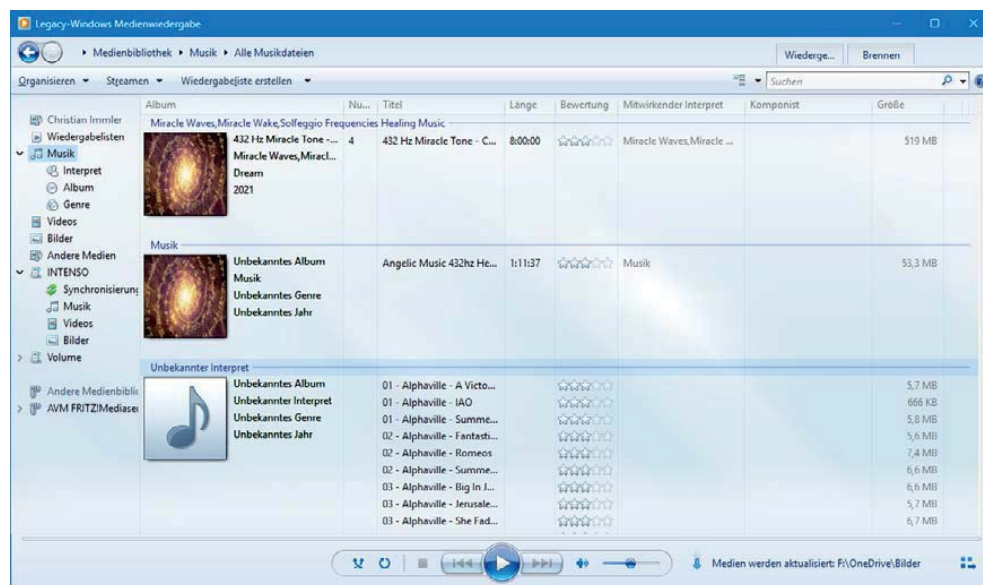 Legacy-Windows Medienwiedergabe
Medienbibliothek Musik Alle Musikdateien
Wiederge... Brennen
Organisieren Streamen Wiedergabeliste erstellen Suchen
Album Nu... Titel Länge Bewertung Mitwirkender Interpret Komponist Größe
Christian Immler
Wiedergabelisten
Musik
Interpret
Album
Genre
Videos
Bilder
Andere Medien
INTENSO
Synchronisierung
Musik
Videos
Bilder
Volume
Andere Medienbiblic
AVM FRITZ!Mediaser
Miracle Waves,Miracle Wake,Solfeggio Frequencies Healing Music
432 Hz Miracle Tone -... 4 432 Hz Miracle Tone - C... 8:00:00 Miracle Waves,Miracle ... 519 MB
Miracle Waves,Miracl...
Dream
2021
Musik
Unbekanntes Album Angelic Music 432hz He... 1:11:37 Musik 53,3 MB
Musik
Unbekanntes Genre
Unbekanntes Jahr
Unbekannter Interpret
Unbekanntes Album 01 - Alphaville - A Victo... 5,7 MB
Unbekannter Interpret 01 - Alphaville - IAO 666 KB
Unbekanntes Genre 01 - Alphaville - Summe... 5,8 MB
Unbekanntes Jahr 02 - Alphaville - Fantasti... 5,6 MB
02 - Alphaville - Romeos 7,4 MB
02 - Alphaville - Summe... 6,6 MB
03 - Alphaville - Big In J... 6,6 MB
03 - Alphaville - Jerusale... 5,7 MB
03 - Alphaville - She Fad... 6,7 MB
Medien werden aktualisiert: F:\OneDrive\Bilder